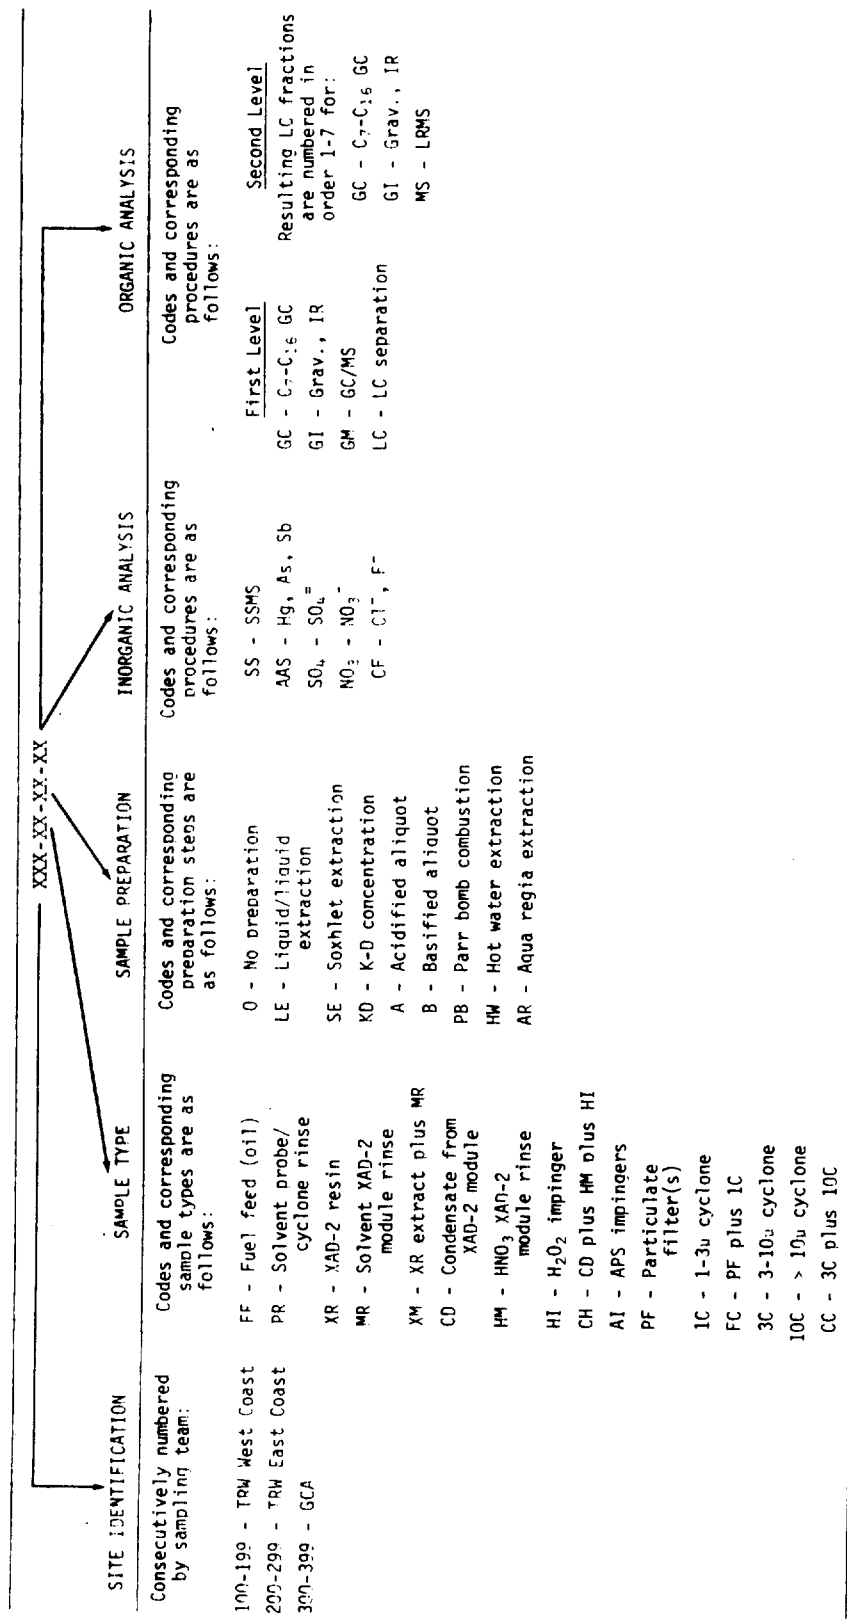 XXX-XX-XX-XX-XX
SITE IDENTIFICATION
Consecutively numbered
by sampling team:
100-199 - TRW West Coast
200-299 - TRW East Coast
300-399 - GCA
SAMPLE TYPE
Codes and corresponding
sample types are as
follows:
FF - Fuel feed (oil)
PR - Solvent probe/
cyclone rinse
XR - XAD-2 resin
MR - Solvent XAD-2
module rinse
XM - XR extract plus MR
CD - Condensate from
XAD-2 module
HM - HNO₃ XAD-2
module rinse
HI - H₂O₂ impinger
CH - CD plus HM plus HI
AI - APS impingers
PF - Particulate
filter(s)
1C - 1-3u cyclone
FC - PF plus 1C
3C - 3-10u cyclone
10C - > 10u cyclone
CC - 3C plus 10C
SAMPLE PREPARATION
Codes and corresponding
preparation steps are
as follows:
O - No preparation
LE - Liquid/liquid
extraction
SE - Soxhlet extraction
KD - K-D concentration
A - Acidified aliquot
B - Basified aliquot
PB - Parr bomb combustion
HW - Hot water extraction
AR - Aqua regia extraction
INORGANIC ANALYSIS
Codes and corresponding
procedures are as
follows:
SS - SSMS
AAS - Hg, As, Sb
SO₄ - SO₄⁼
NO₃ - NO₃⁻
CF - Cl⁻, F⁻
ORGANIC ANALYSIS
Codes and corresponding
procedures are as
follows:
First Level
GC - C₇-C₁₆ GC
GI - Grav., IR
GM - GC/MS
LC - LC separation
Second Level
Resulting LC fractions
are numbered in
order 1-7 for:
GC - C₇-C₁₆ GC
GI - Grav., IR
MS - LRMS